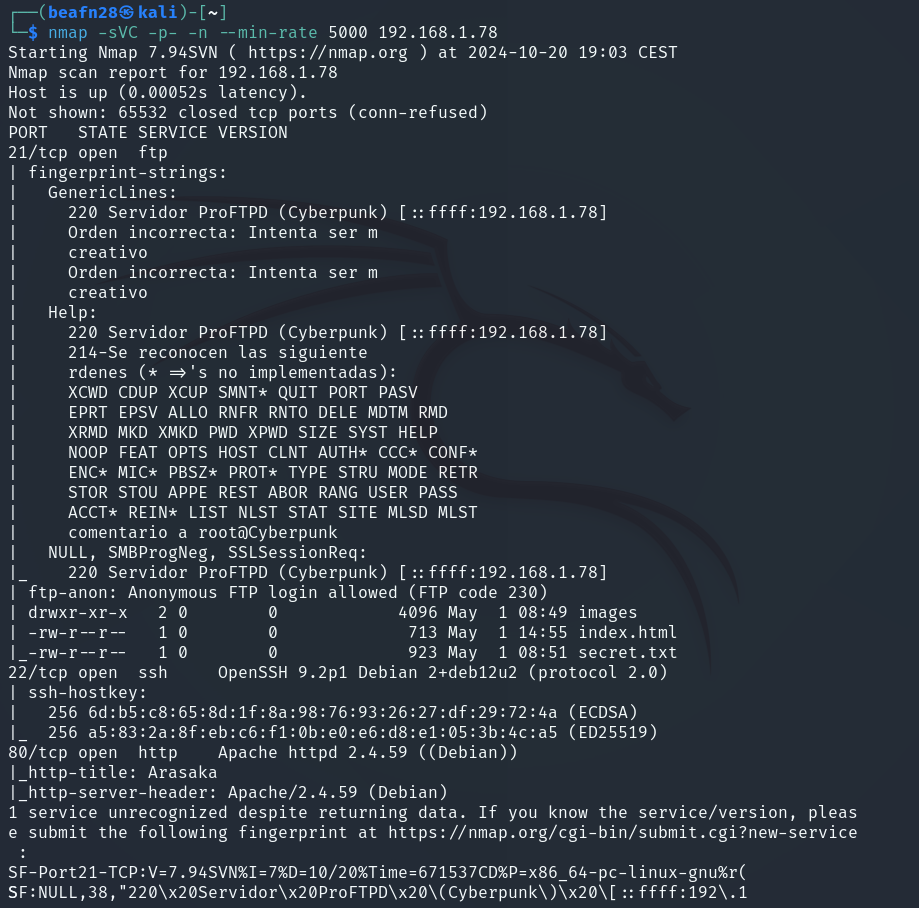 ┌──(beafn28㉿kali)-[~]
└─$ nmap -sVC -p- -n --min-rate 5000 192.168.1.78
Starting Nmap 7.94SVN ( https://nmap.org ) at 2024-10-20 19:03 CEST
Nmap scan report for 192.168.1.78
Host is up (0.00052s latency).
Not shown: 65532 closed tcp ports (conn-refused)
PORT   STATE SERVICE VERSION
21/tcp open  ftp
| fingerprint-strings:
|   GenericLines:
|     220 Servidor ProFTPD (Cyberpunk) [::ffff:192.168.1.78]
|     Orden incorrecta: Intenta ser m
|     creativo
|     Orden incorrecta: Intenta ser m
|     creativo
|   Help:
|     220 Servidor ProFTPD (Cyberpunk) [::ffff:192.168.1.78]
|     214-Se reconocen las siguiente
|     rdenes (* =>'s no implementadas):
|     XCWD CDUP XCUP SMNT* QUIT PORT PASV
|     EPRT EPSV ALLO RNFR RNTO DELE MDTM RMD
|     XRMD MKD XMKD PWD XPWD SIZE SYST HELP
|     NOOP FEAT OPTS HOST CLNT AUTH* CCC* CONF*
|     ENC* MIC* PBSZ* PROT* TYPE STRU MODE RETR
|     STOR STOU APPE REST ABOR RANG USER PASS
|     ACCT* REIN* LIST NLST STAT SITE MLSD MLST
|     comentario a root@Cyberpunk
|   NULL, SMBProgNeg, SSLSessionReq:
|_    220 Servidor ProFTPD (Cyberpunk) [::ffff:192.168.1.78]
| ftp-anon: Anonymous FTP login allowed (FTP code 230)
| drwxr-xr-x   2 0        0            4096 May  1 08:49 images
| -rw-r--r--   1 0        0             713 May  1 14:55 index.html
|_-rw-r--r--   1 0        0             923 May  1 08:51 secret.txt
22/tcp open  ssh     OpenSSH 9.2p1 Debian 2+deb12u2 (protocol 2.0)
| ssh-hostkey:
|   256 6d:b5:c8:65:8d:1f:8a:98:76:93:26:27:df:29:72:4a (ECDSA)
|_  256 a5:83:2a:8f:eb:c6:f1:0b:e0:e6:d8:e1:05:3b:4c:a5 (ED25519)
80/tcp open  http    Apache httpd 2.4.59 ((Debian))
|_http-title: Arasaka
|_http-server-header: Apache/2.4.59 (Debian)
1 service unrecognized despite returning data. If you know the service/version, pleas
e submit the following fingerprint at https://nmap.org/cgi-bin/submit.cgi?new-service
 :
SF-Port21-TCP:V=7.94SVN%I=7%D=10/20%Time=671537CD%P=x86_64-pc-linux-gnu%r(
SF:NULL,38,"220\x20Servidor\x20ProFTPD\x20\(Cyberpunk\)\x20\[::ffff:192\.1